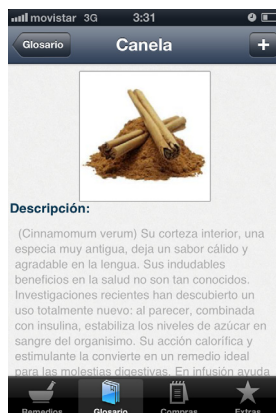 movistar 3G 3:31
Glosario Canela +
Descripción:
(Cinnamomum verum) Su corteza interior, una
especia muy antigua, deja un sabor cálido y
agradable en la lengua. Sus indudables
beneficios en la salud no son tan conocidos.
Investigaciones recientes han descubierto un
uso totalmente nuevo: al parecer, combinada
con insulina, estabiliza los niveles de azúcar en
sangre del organisimo. Su acción calorífica y
estimulante la convierte en un remedio ideal
para las molestias digestivas. En infusión ayuda
Remedios Glosario Compras Extras